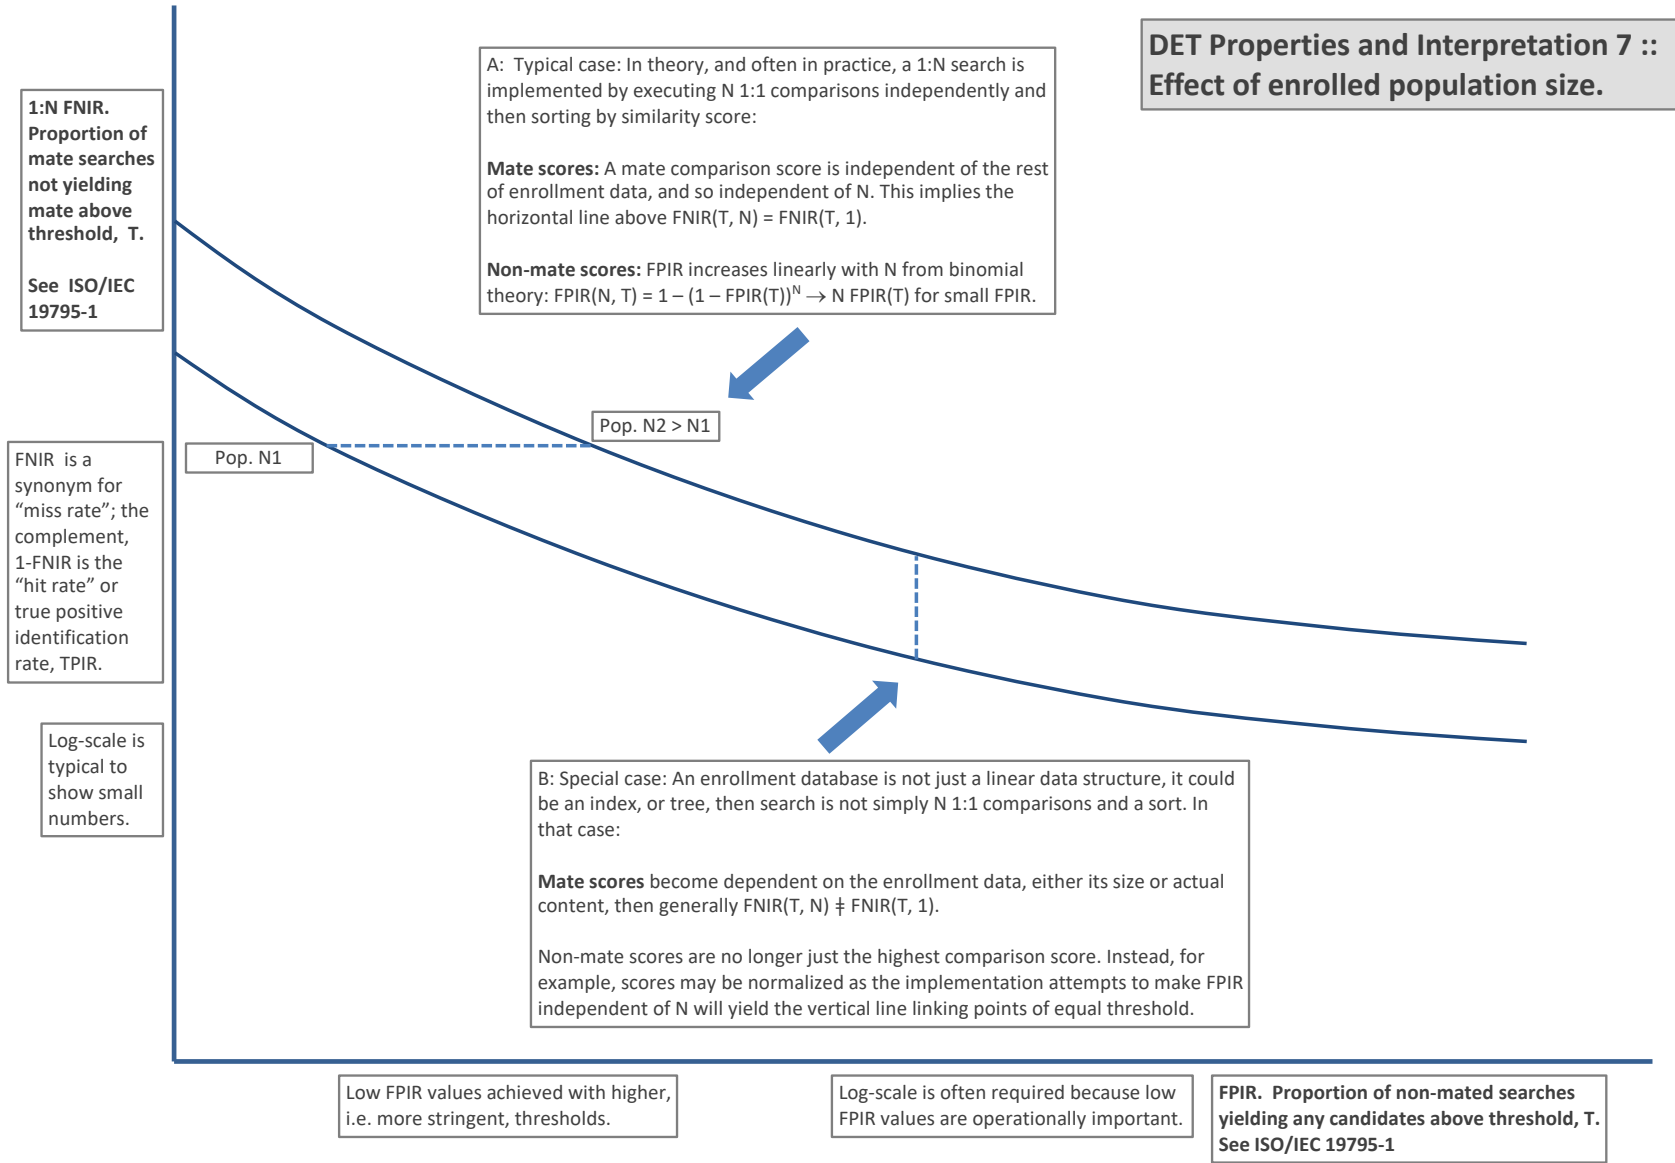 DET Properties and Interpretation 7 ::
Effect of enrolled population size.
1:N FNIR.
Proportion of
mate searches
not yielding
mate above
threshold, T.
See ISO/IEC
19795-1
A: Typical case: In theory, and often in practice, a 1:N search is
implemented by executing N 1:1 comparisons independently and
then sorting by similarity score:
Mate scores: A mate comparison score is independent of the rest
of enrollment data, and so independent of N. This implies the
horizontal line above FNIR(T, N) = FNIR(T, 1).
Non-mate scores: FPIR increases linearly with N from binomial
theory: FPIR(N, T) = 1 – (1 – FPIR(T))^N → N FPIR(T) for small FPIR.
Pop. N2 > N1
Pop. N1
FNIR is a
synonym for
“miss rate”; the
complement,
1-FNIR is the
“hit rate” or
true positive
identification
rate, TPIR.
Log-scale is
typical to
show small
numbers.
B: Special case: An enrollment database is not just a linear data structure, it could
be an index, or tree, then search is not simply N 1:1 comparisons and a sort. In
that case:
Mate scores become dependent on the enrollment data, either its size or actual
content, then generally FNIR(T, N) ǂ FNIR(T, 1).
Non-mate scores are no longer just the highest comparison score. Instead, for
example, scores may be normalized as the implementation attempts to make FPIR
independent of N will yield the vertical line linking points of equal threshold.
Low FPIR values achieved with higher,
i.e. more stringent, thresholds.
Log-scale is often required because low
FPIR values are operationally important.
FPIR. Proportion of non-mated searches
yielding any candidates above threshold, T.
See ISO/IEC 19795-1